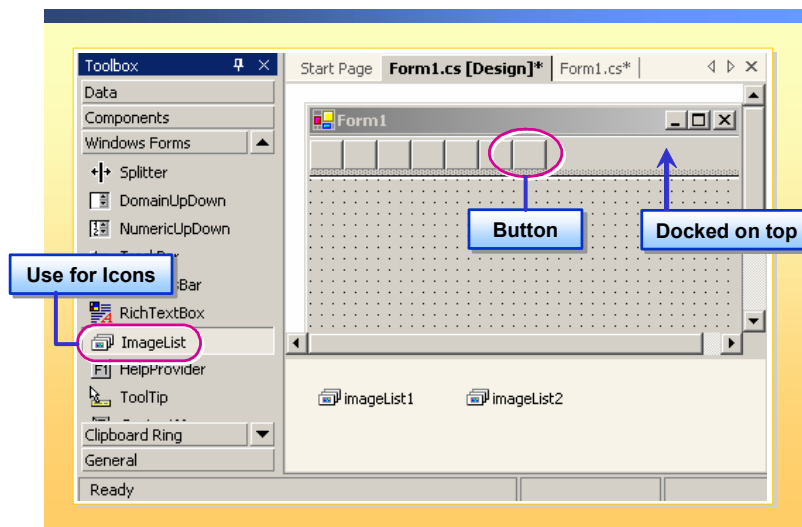 Toolbox
Start Page Form1.cs [Design]* Form1.cs*
Data
Components
Windows Forms
Splitter
DomainUpDown
NumericUpDown
Use for Icons
Bar
RichTextBox
ImageList
HelpProvider
ToolTip
Clipboard Ring
General
Ready
Form1
Button
Docked on top
imageList1 imageList2